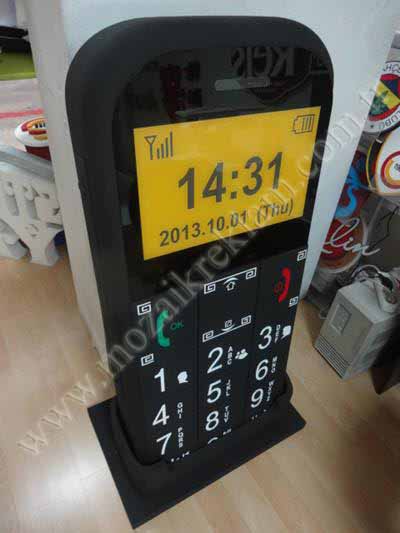 14:31
2013.10.01 (Thu)
OK
1
2 ABC
3 DEF
4 GHI
5 JKL
6 MNO
7 PQRS
8 TUV
9 WXYZ
www.mozaikreklam.com.tr